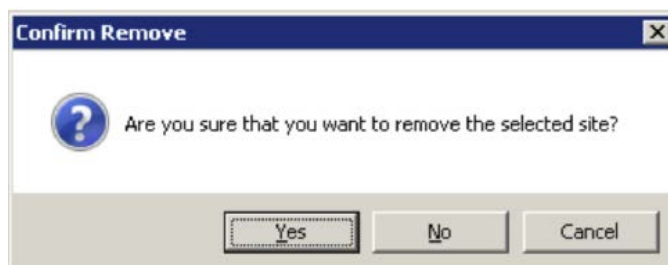 Confirm Remove
Are you sure that you want to remove the selected site?
Yes No Cancel